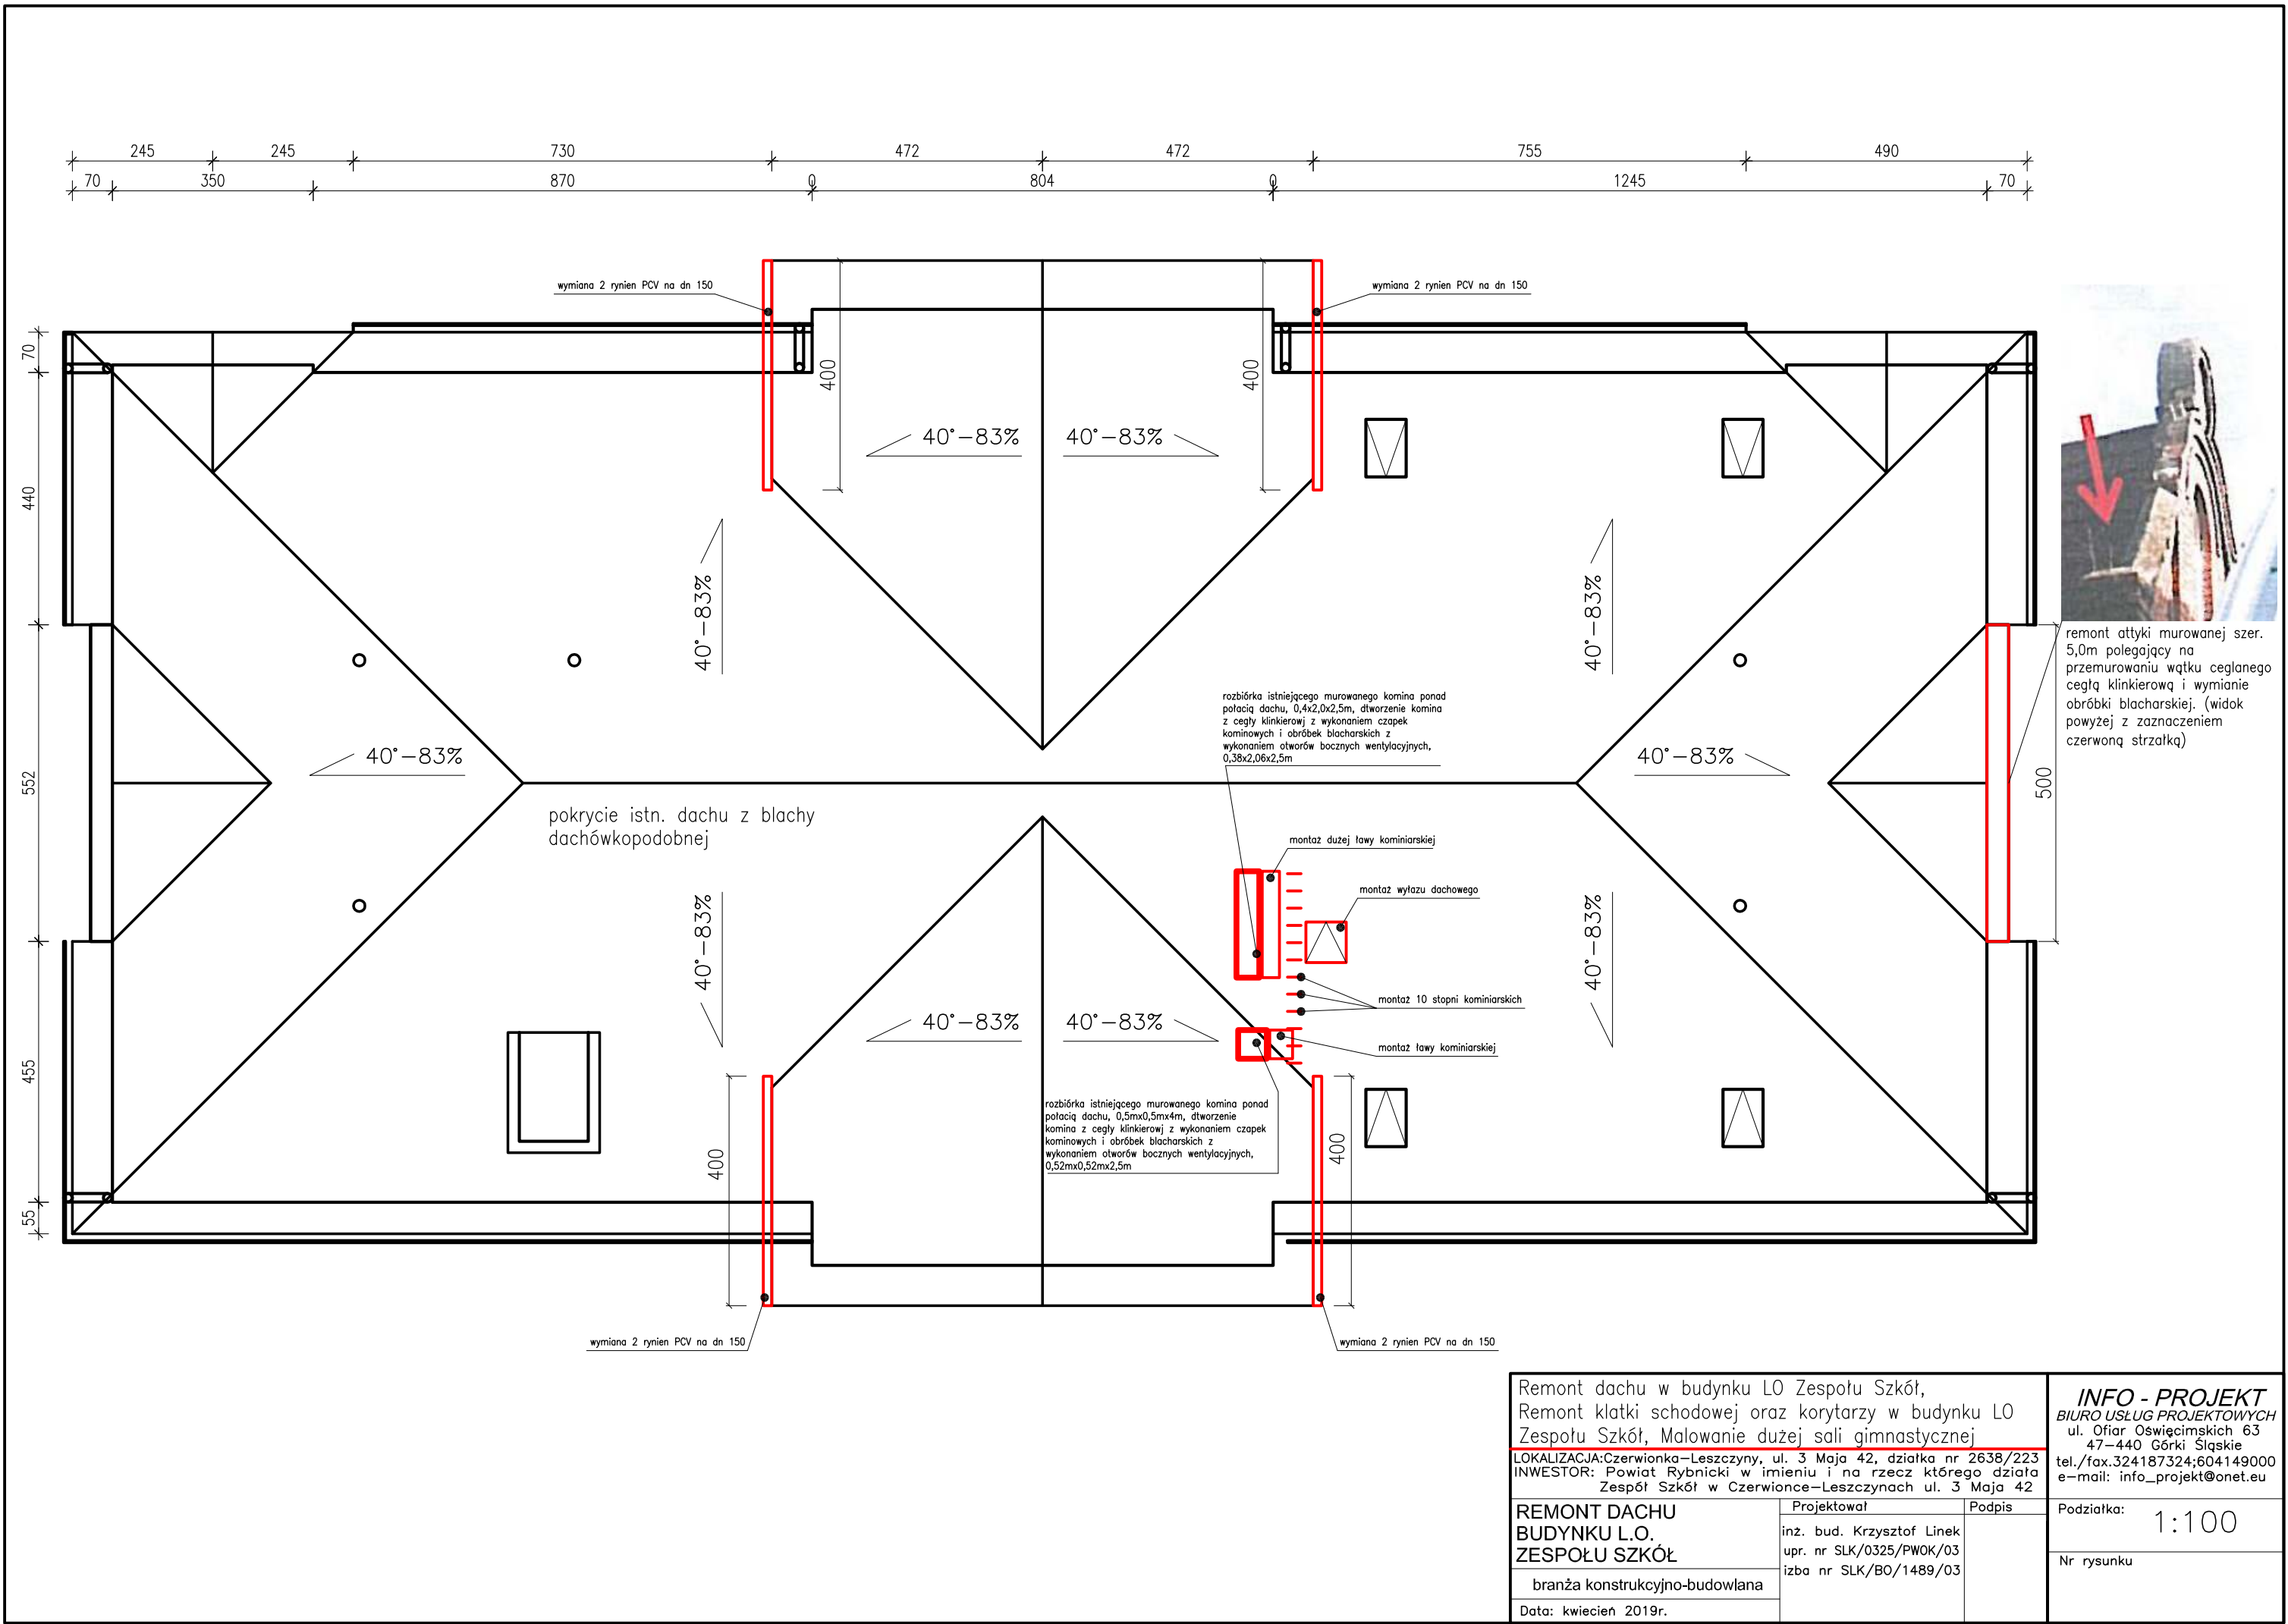 245 245 730 472 472 755 490
70 350 870 0 804 0 1245 70
wymiana 2 rynien PCV na dn 150
wymiana 2 rynien PCV na dn 150
70
440
552
455
55
400
400
40°-83% 40°-83%
40°-83%
40°-83%
40°-83%
40°-83%
pokrycie istn. dachu z blachy
dachówkopodobnej
rozbiórka istniejącego murowanego komina ponad
połacią dachu, 0,4x2,0x2,5m, dtworzenie komina
z cegły klinkierowj z wykonaniem czapek
kominowych i obróbek blacharskich z
wykonaniem otworów bocznych wentylacyjnych,
0,38x2,06x2,5m
remont attyki murowanej szer.
5,0m polegający na
przemurowaniu wątku ceglanego
cegłą klinkierową i wymianie
obróbki blacharskiej. (widok
powyżej z zaznaczeniem
czerwoną strzałką)
500
montaż dużej ławy kominiarskiej
montaż wyłazu dachowego
40°-83%
40°-83%
montaż 10 stopni kominiarskich
40°-83% 40°-83%
montaż ławy kominiarskiej
rozbiórka istniejącego murowanego komina ponad
połacią dachu, 0,5mx0,5mx4m, dtworzenie
komina z cegły klinkierowj z wykonaniem czapek
kominowych i obróbek blacharskich z
wykonaniem otworów bocznych wentylacyjnych,
0,52mx0,52mx2,5m
400
400
wymiana 2 rynien PCV na dn 150
wymiana 2 rynien PCV na dn 150
Remont dachu w budynku LO Zespołu Szkół,
Remont klatki schodowej oraz korytarzy w budynku LO
Zespołu Szkół, Malowanie dużej sali gimnastycznej
LOKALIZACJA:Czerwionka-Leszczyny, ul. 3 Maja 42, działka nr 2638/223
INWESTOR: Powiat Rybnicki w imieniu i na rzecz którego działa
Zespół Szkół w Czerwionce-Leszczynach ul. 3 Maja 42
REMONT DACHU
BUDYNKU L.O.
ZESPOŁU SZKÓŁ
branża konstrukcyjno-budowlana
Data: kwiecień 2019r.
Projektował
inż. bud. Krzysztof Linek
upr. nr SLK/0325/PWOK/03
izba nr SLK/BO/1489/03
Podpis
INFO - PROJEKT
BIURO USŁUG PROJEKTOWYCH
ul. Ofiar Oświęcimskich 63
47-440 Górki Śląskie
tel./fax.324187324;604149000
e-mail: info_projekt@onet.eu
Podziałka: 1:100
Nr rysunku